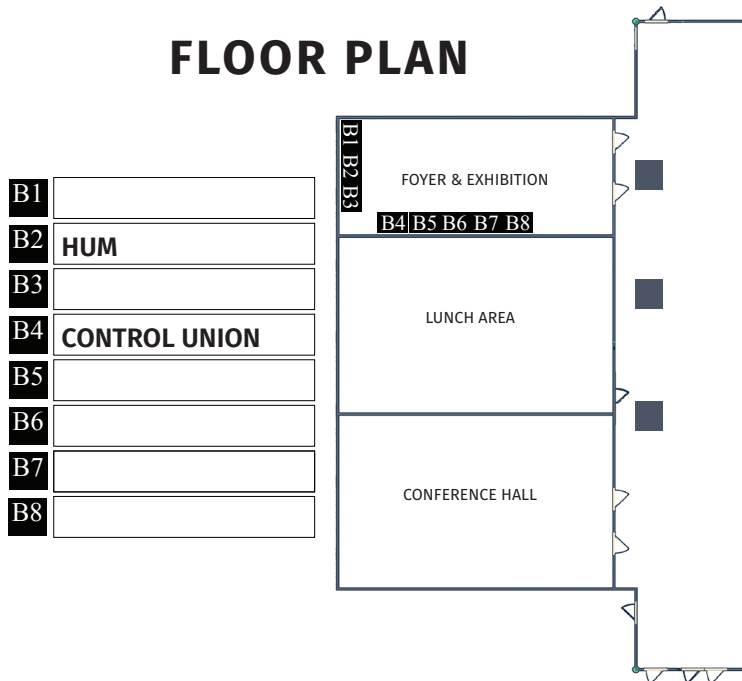 FLOOR PLAN
B1
B2 HUM
B3
B4 CONTROL UNION
B5
B6
B7
B8
B1 B2 B3
FOYER & EXHIBITION
B4 B5 B6 B7 B8
LUNCH AREA
CONFERENCE HALL